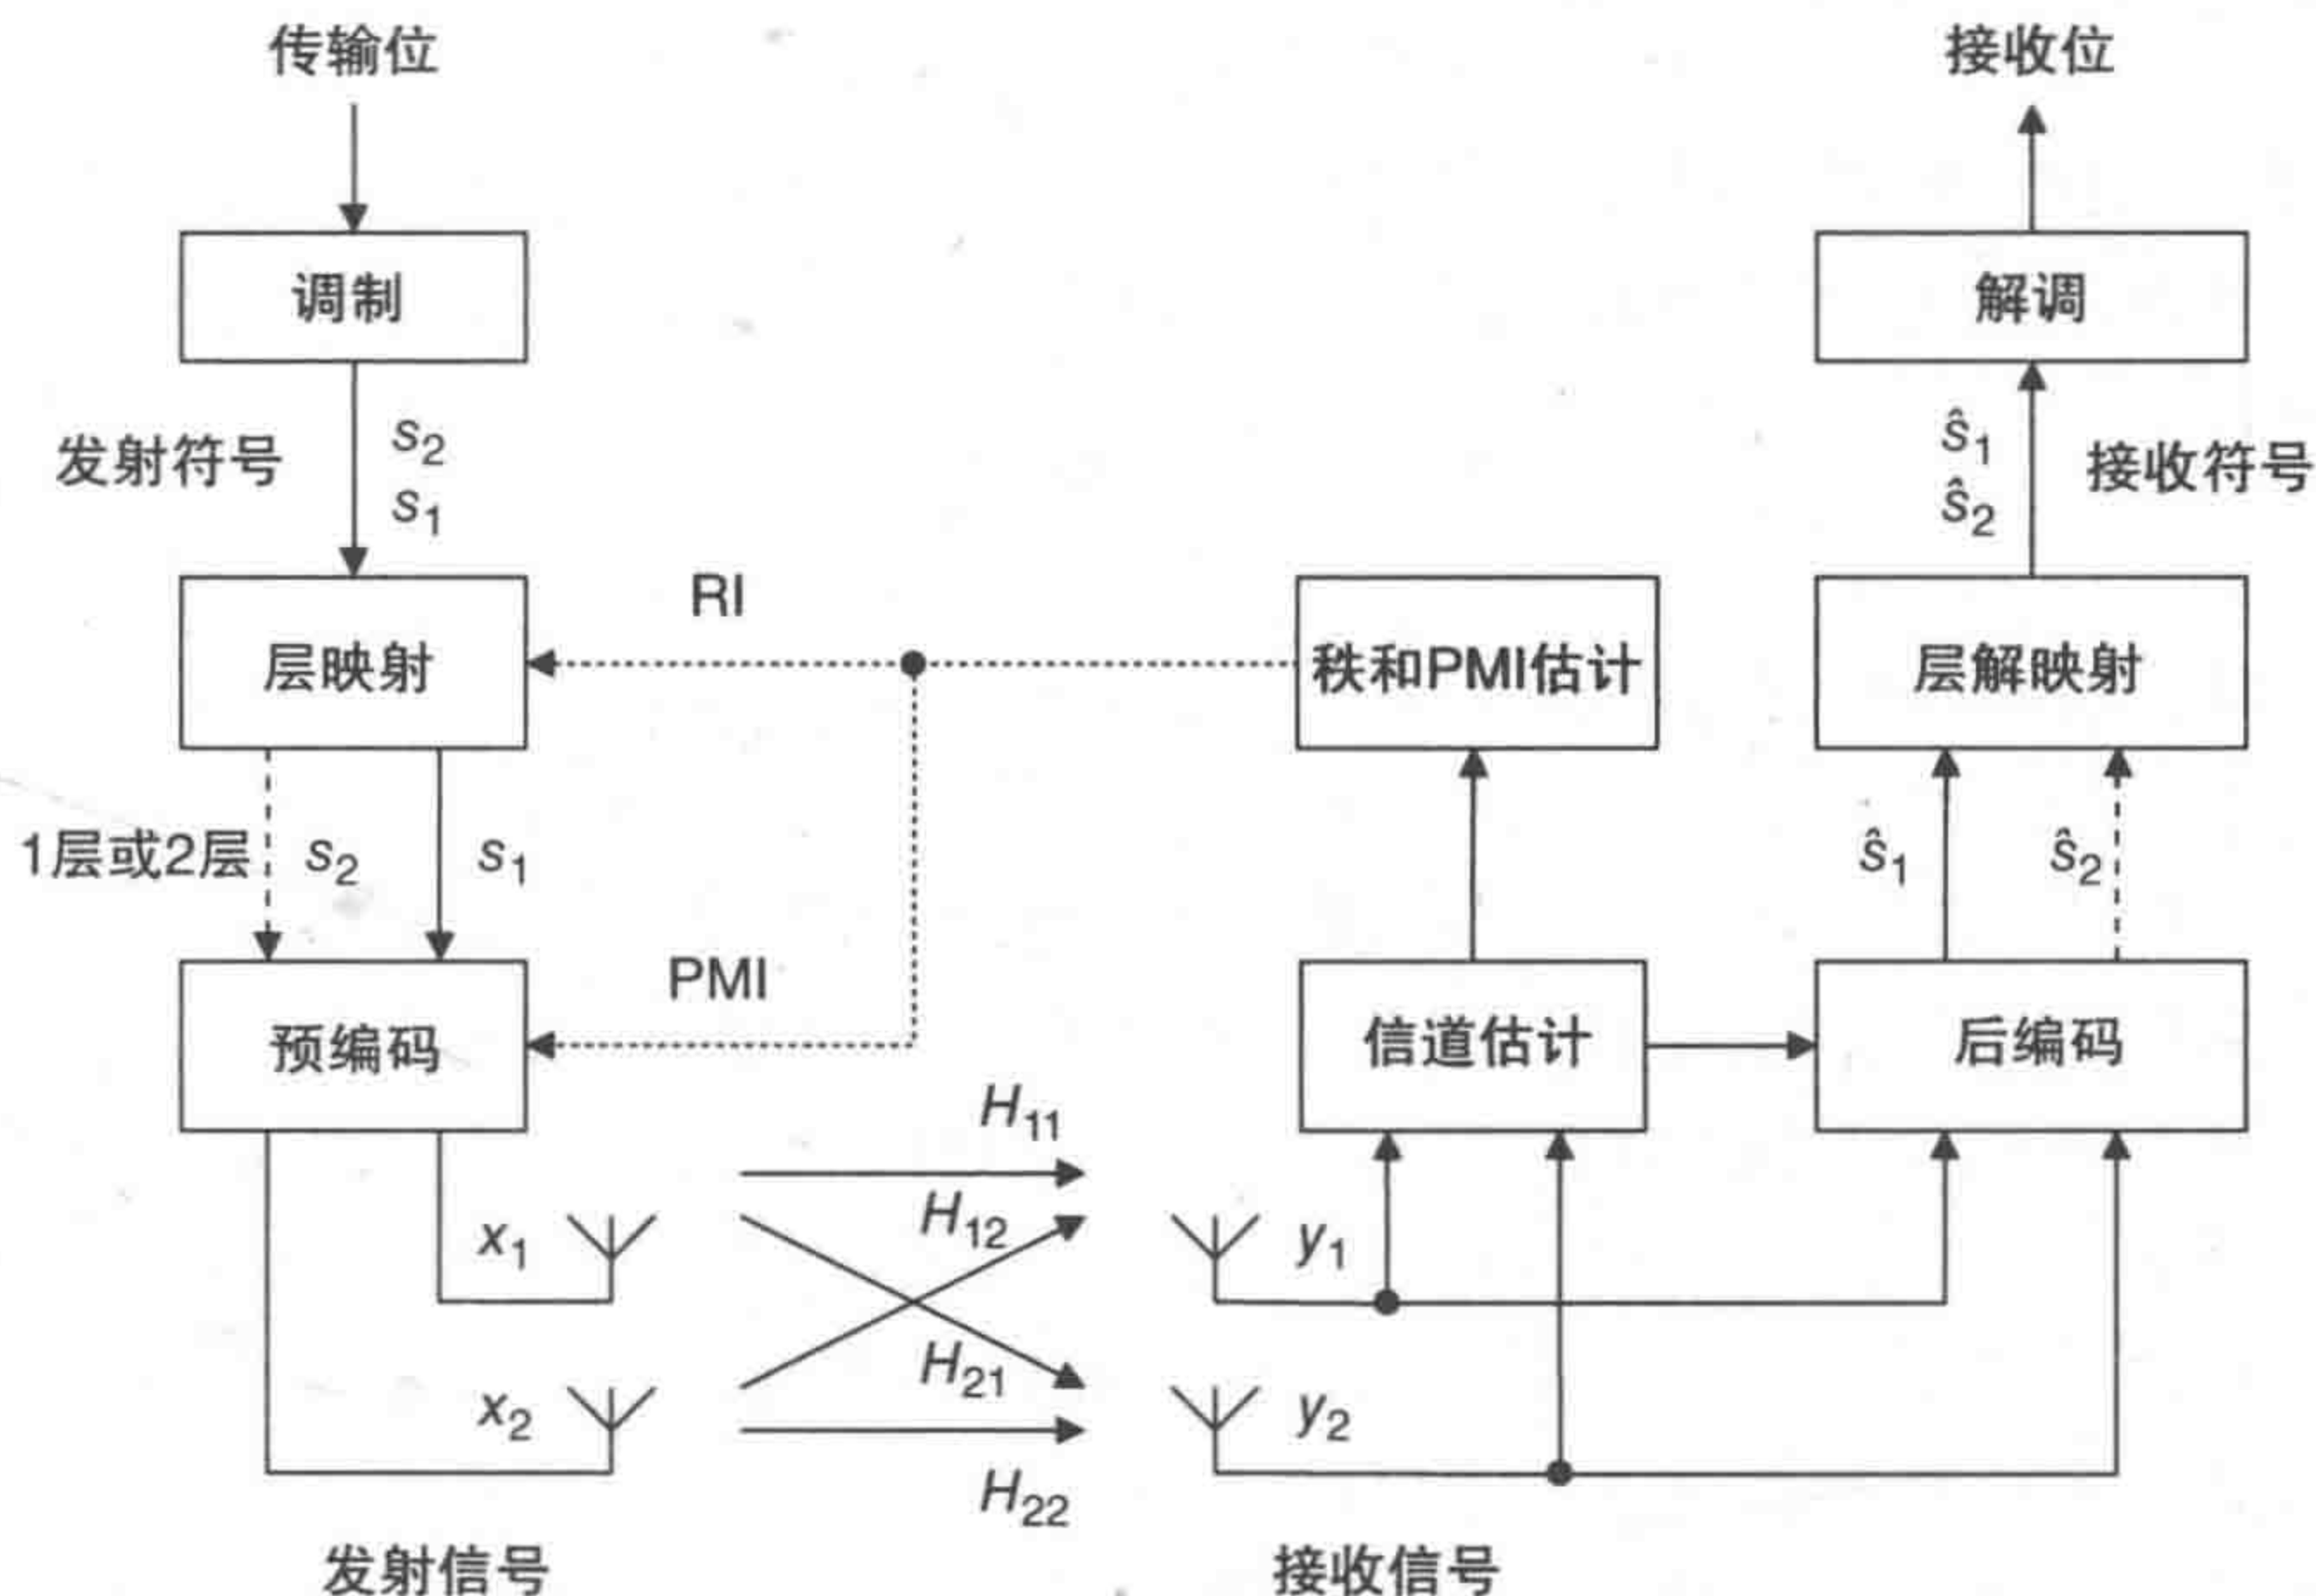 传输位
接收位
调制
解调
发射符号
s2
s1
ŝ1
ŝ2
接收符号
RI
层映射
秩和PMI估计
层解映射
1层或2层
s2
s1
ŝ1
ŝ2
PMI
预编码
信道估计
后编码
H11
H12
x1
y1
H21
x2
y2
H22
发射信号
接收信号